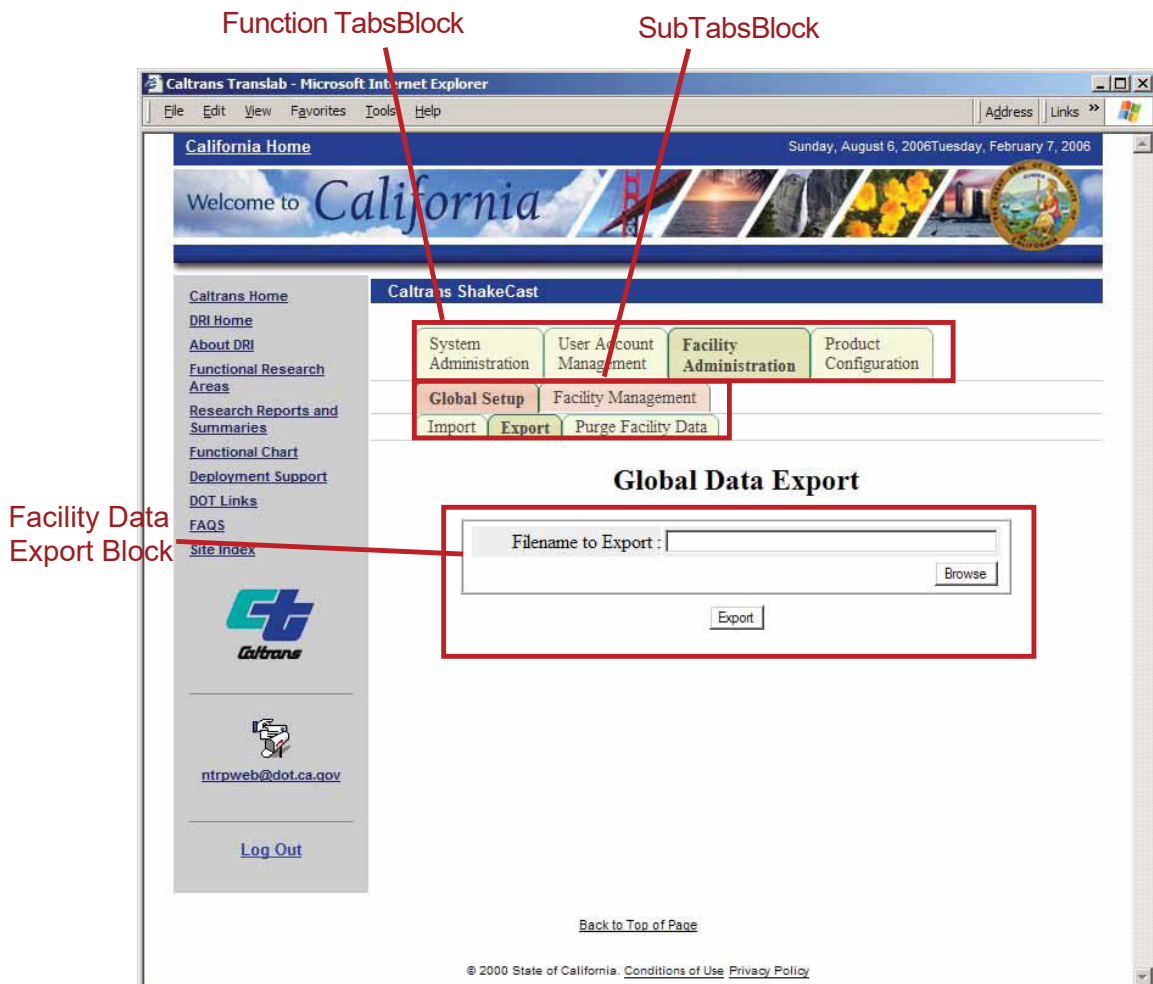 Function TabsBlock
SubTabsBlock
Caltrans Translab - Microsoft Internet Explorer
File Edit View Favorites Tools Help
Address Links »
California Home
Sunday, August 6, 2006Tuesday, February 7, 2006
Welcome to California
Caltrans ShakeCast
Caltrans Home
DRI Home
About DRI
Functional Research
Areas
Research Reports and
Summaries
Functional Chart
Deployment Support
DOT Links
FAQS
Site Index
Caltrans
ntrpweb@dot.ca.gov
Log Out
System
Administration
User Account
Management
Facility
Administration
Product
Configuration
Global Setup
Facility Management
Import
Export
Purge Facility Data
Global Data Export
Facility Data
Export Block
Filename to Export :
Browse
Export
Back to Top of Page
© 2000 State of California. Conditions of Use Privacy Policy